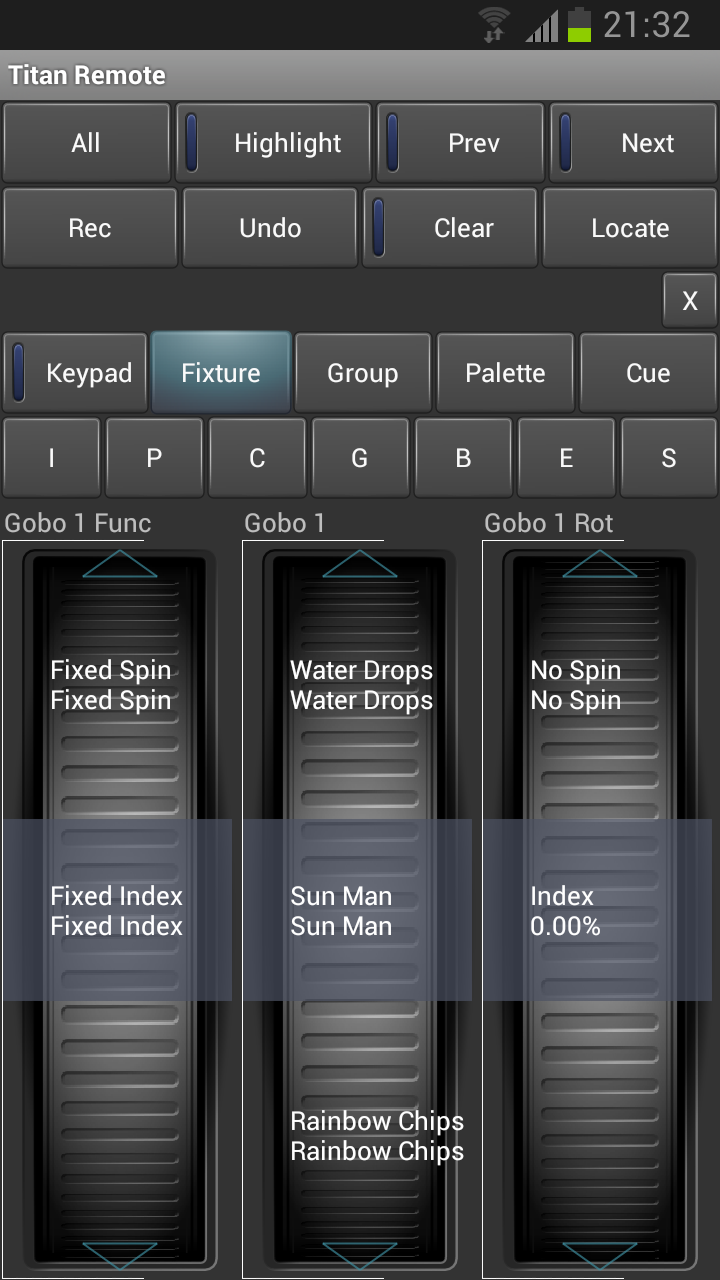 21:32
Titan Remote
All Highlight Prev Next
Rec Undo Clear Locate
X
Keypad Fixture Group Palette Cue
I P C G B E S
Gobo 1 Func Gobo 1 Gobo 1 Rot
Fixed Spin Water Drops No Spin
Fixed Spin Water Drops No Spin
Fixed Index Sun Man Index
Fixed Index Sun Man 0.00%
Rainbow Chips
Rainbow Chips